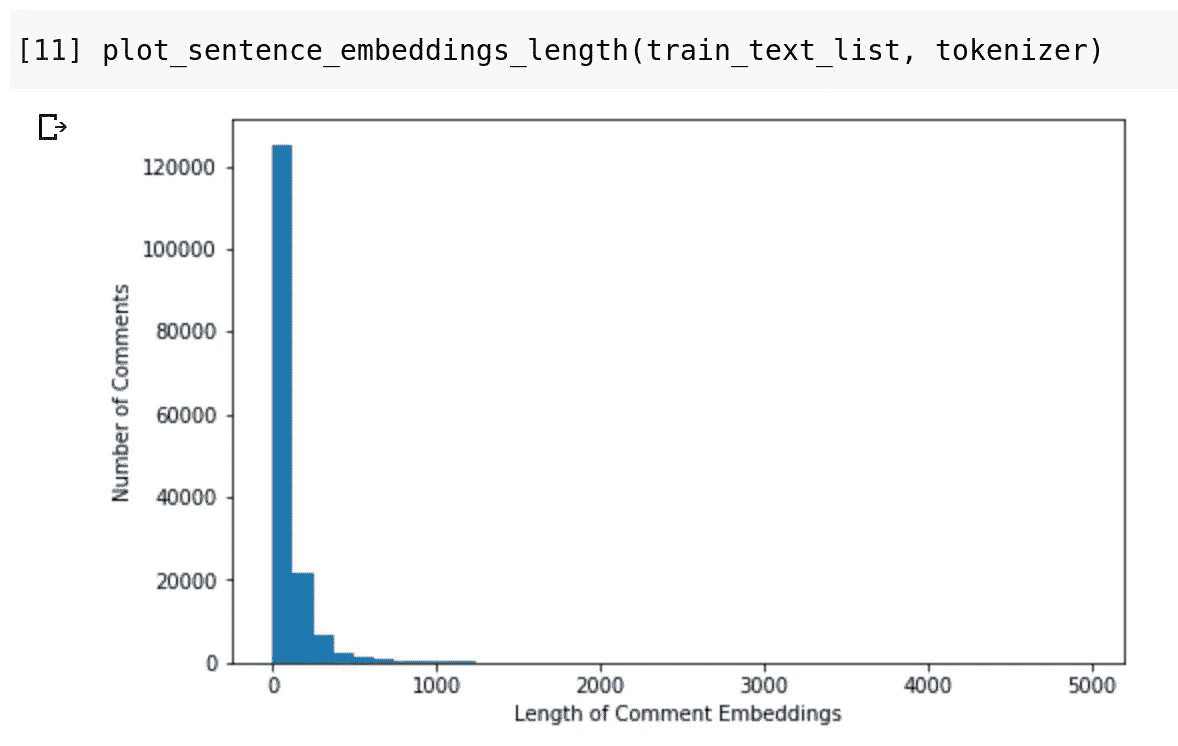 [11] plot_sentence_embeddings_length(train_text_list, tokenizer)
120000
100000
80000
60000
40000
20000
0
Number of Comments
0 1000 2000 3000 4000 5000
Length of Comment Embeddings